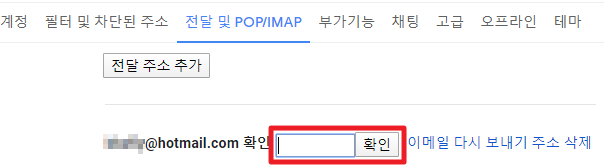 계정 필터 및 차단된 주소 전달 및 POP/IMAP 부가기능 채팅 고급 오프라인 테마
전달 주소 추가
@hotmail.com 확인 확인 이메일 다시 보내기 주소 삭제